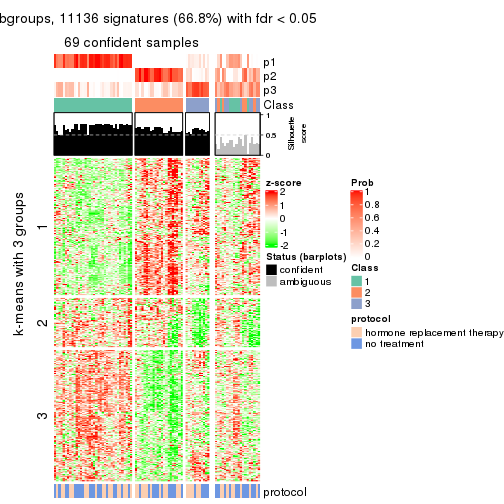 bgroups, 11136 signatures (66.8%) with fdr < 0.05
69 confident samples
p1
p2
p3
Class
1
0.5
0
Silhouette
score
k-means with 3 groups
1
2
3
z-score
2
1
0
-1
-2
Status (barplots)
confident
ambiguous
Prob
1
0.8
0.6
0.4
0.2
0
Class
1
2
3
protocol
hormone replacement therapy
no treatment
protocol